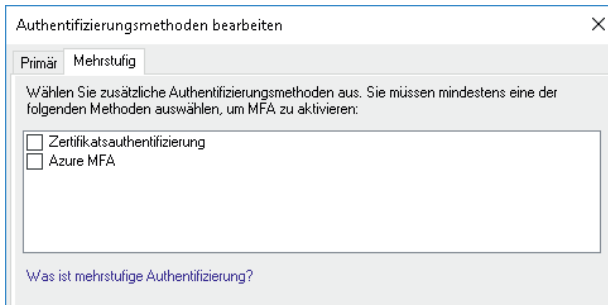 Authentifizierungsmethoden bearbeiten
Primär Mehrstufig
Wählen Sie zusätzliche Authentifizierungsmethoden aus. Sie müssen mindestens eine der
folgenden Methoden auswählen, um MFA zu aktivieren:
Zertifikatsauthentifizierung
Azure MFA
Was ist mehrstufige Authentifizierung?